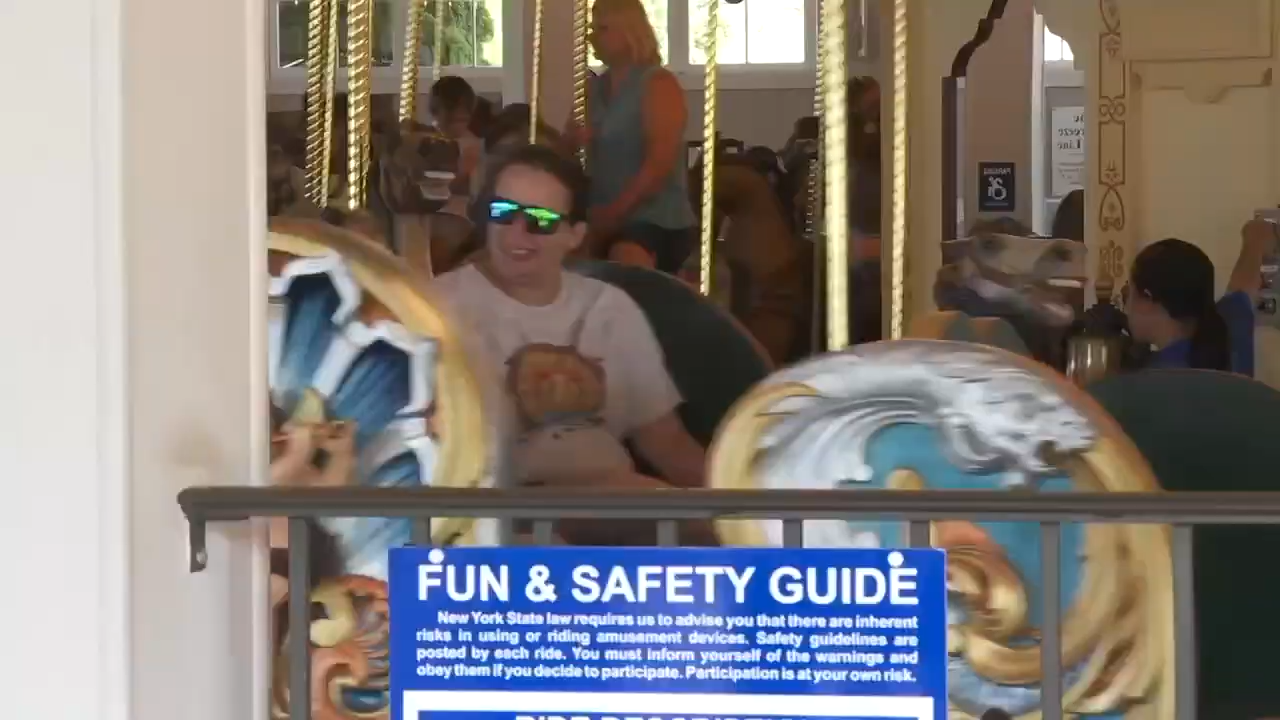 FUN & SAFETY GUIDE
New York State law requires us to advise you that there are inherent
risks in using or riding amusement devices. Safety guidelines are
posted by each ride. You must inform yourself of the warnings and
obey them if you decide to participate. Participation is at your own risk.